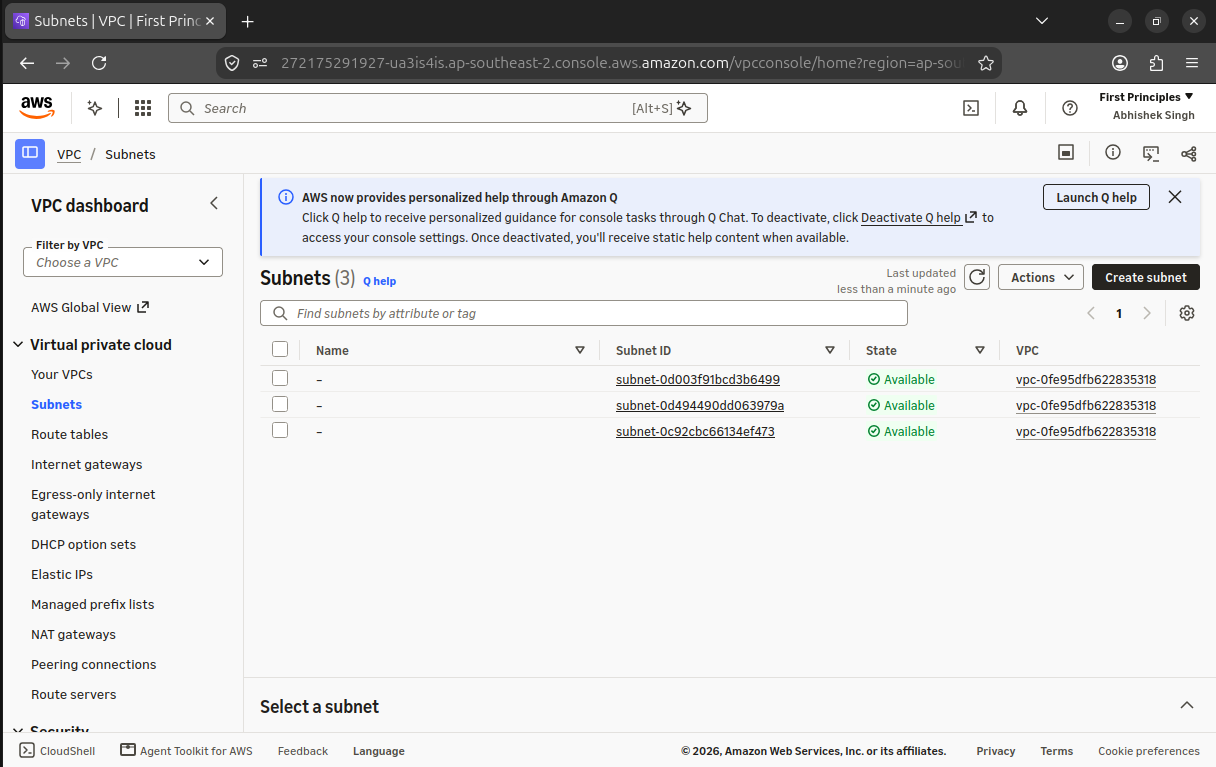 Subnets | VPC | First Princ
272175291927-ua3is4is.ap-southeast-2.console.aws.amazon.com/vpcconsole/home?region=ap-sou
aws
Search
[Alt+S]
First Principles
Abhishek Singh
VPC / Subnets
VPC dashboard
Filter by VPC
Choose a VPC
AWS Global View
Virtual private cloud
Your VPCs
Subnets
Route tables
Internet gateways
Egress-only internet
gateways
DHCP option sets
Elastic IPs
Managed prefix lists
NAT gateways
Peering connections
Route servers
Security
AWS now provides personalized help through Amazon Q
Click Q help to receive personalized guidance for console tasks through Q Chat. To deactivate, click Deactivate Q help to
access your console settings. Once deactivated, you'll receive static help content when available.
Launch Q help
Subnets (3) Q help
Last updated
less than a minute ago
Actions
Create subnet
Find subnets by attribute or tag
1
Name Subnet ID State VPC
– subnet-0d003f91bcd3b6499 Available vpc-0fe95dfb622835318
– subnet-0d494490dd063979a Available vpc-0fe95dfb622835318
– subnet-0c92cbc66134ef473 Available vpc-0fe95dfb622835318
Select a subnet
CloudShell Agent Toolkit for AWS Feedback Language © 2026, Amazon Web Services, Inc. or its affiliates. Privacy Terms Cookie preferences